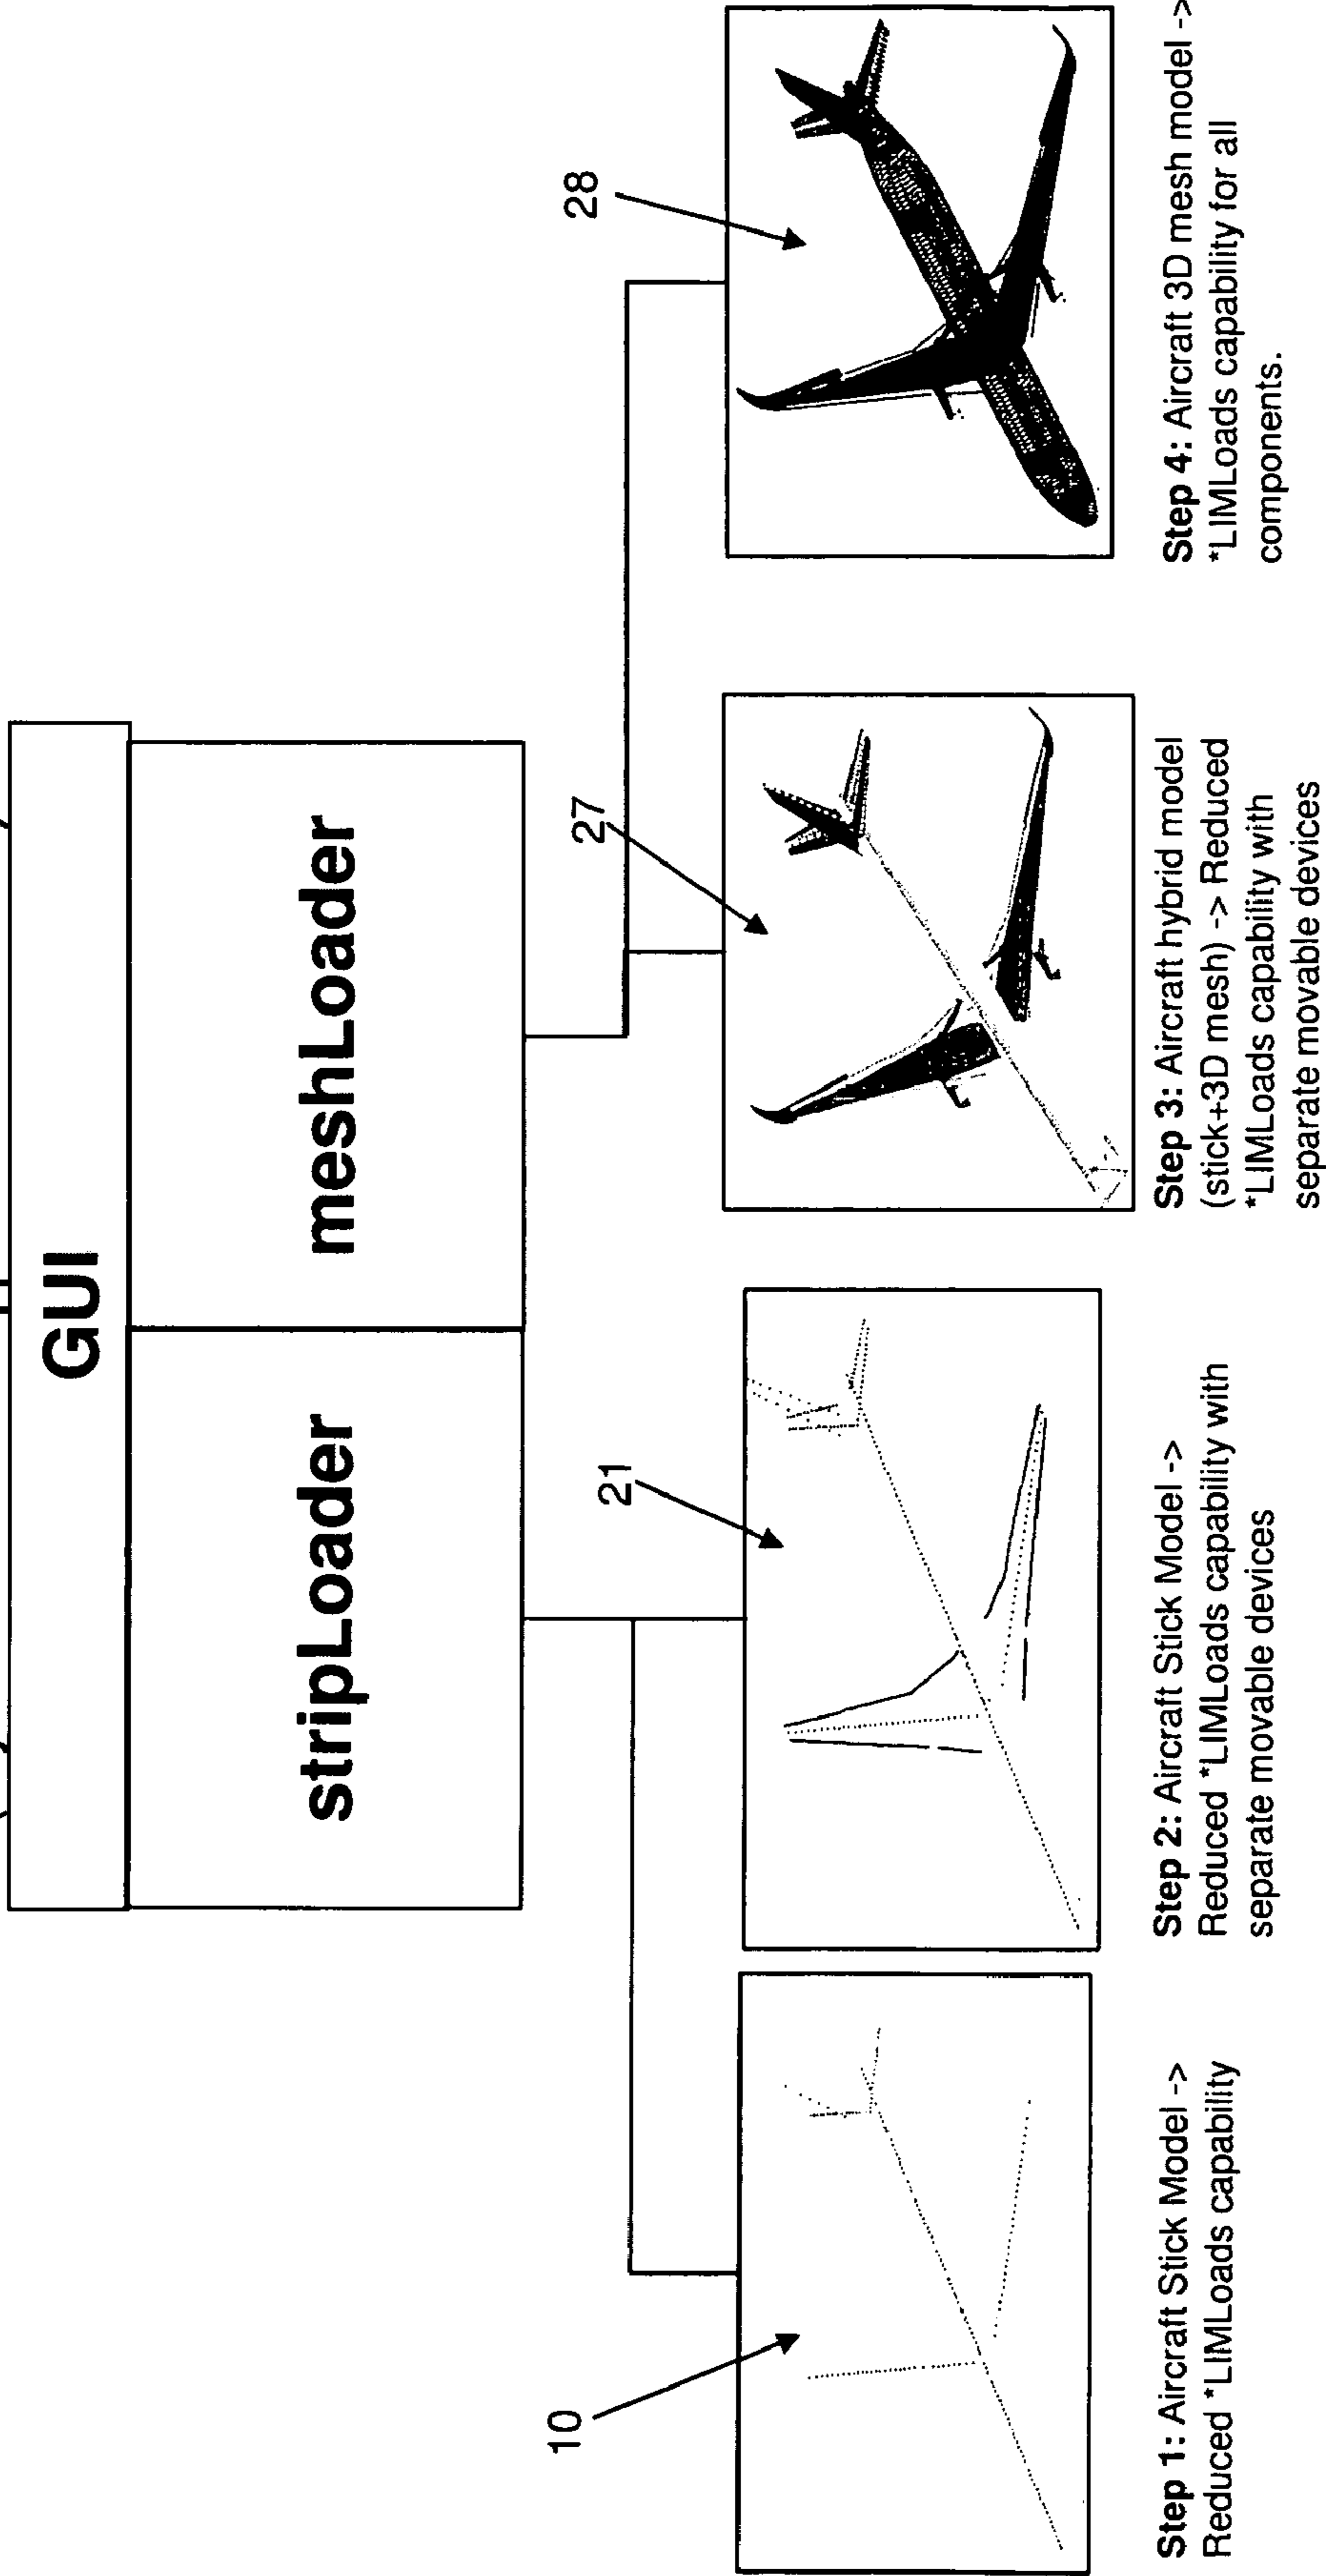 GUI
stripLoader
meshLoader
10
21
27
28
Step 1: Aircraft Stick Model ->
Reduced *LIMLoads capability
Step 2: Aircraft Stick Model ->
Reduced *LIMLoads capability with
separate movable devices
Step 3: Aircraft hybrid model
(stick+3D mesh) -> Reduced
*LIMLoads capability with
separate movable devices
Step 4: Aircraft 3D mesh model ->
*LIMLoads capability for all
components.